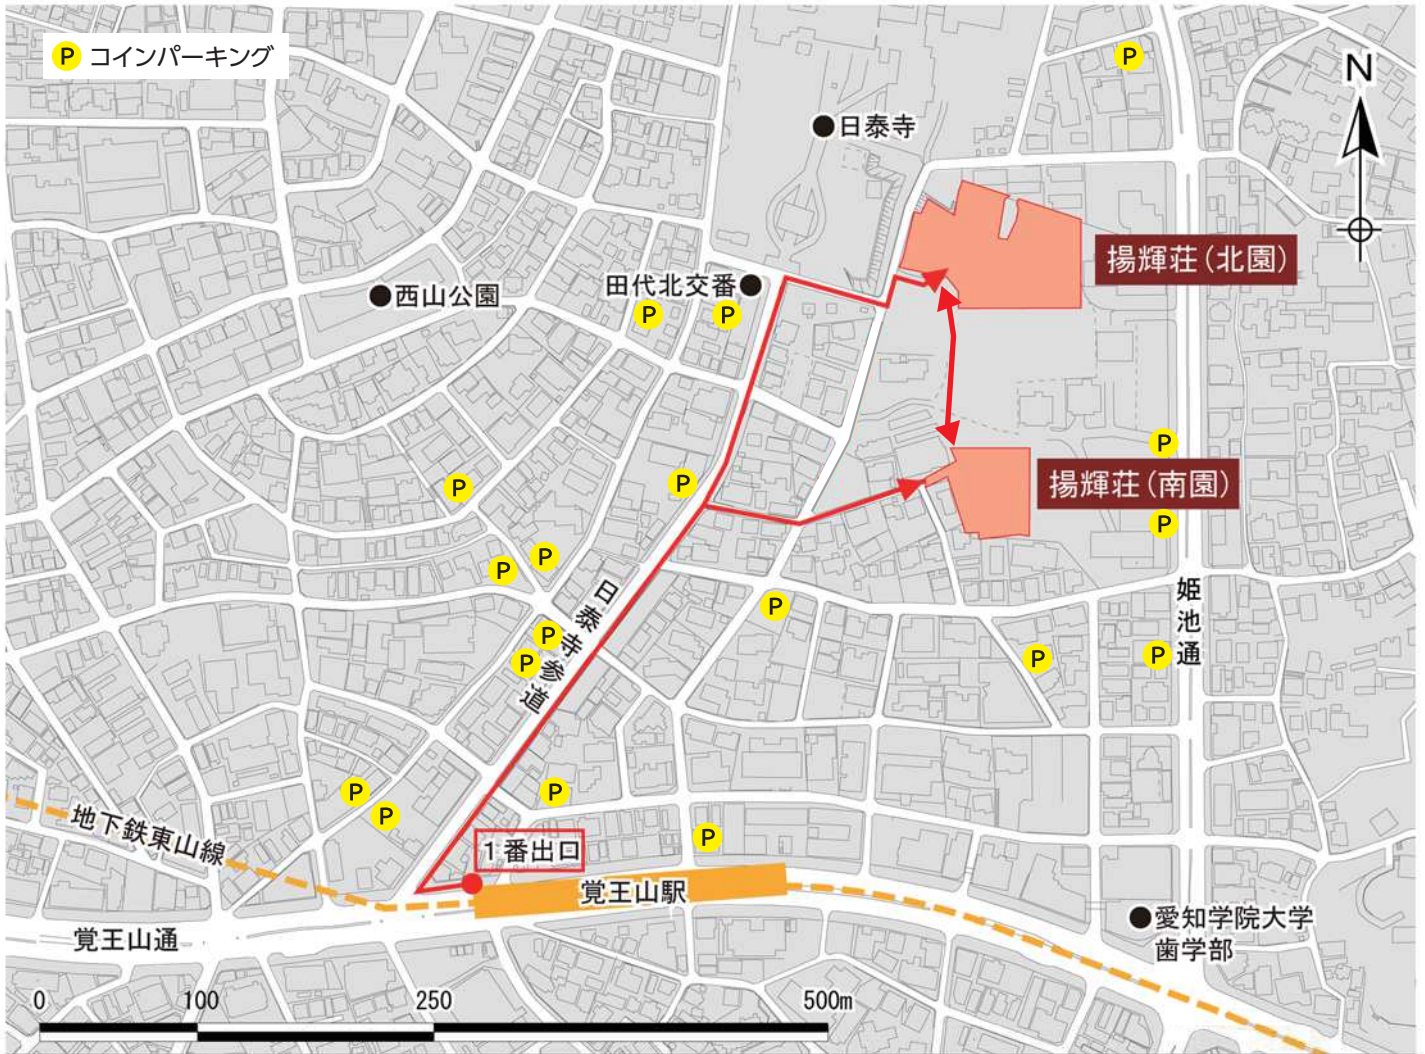 P コインパーキング
P
N
日泰寺
揚輝荘(北園)
田代北交番
西山公園
P
P
P
揚輝荘(南園)
P
P
P
P
P
日泰寺参道
姫池通
P
P
P
P
P
P
P
P
P
地下鉄東山線
P
1番出口
覚王山駅
覚王山通
愛知学院大学
歯学部
0 100 250 500m